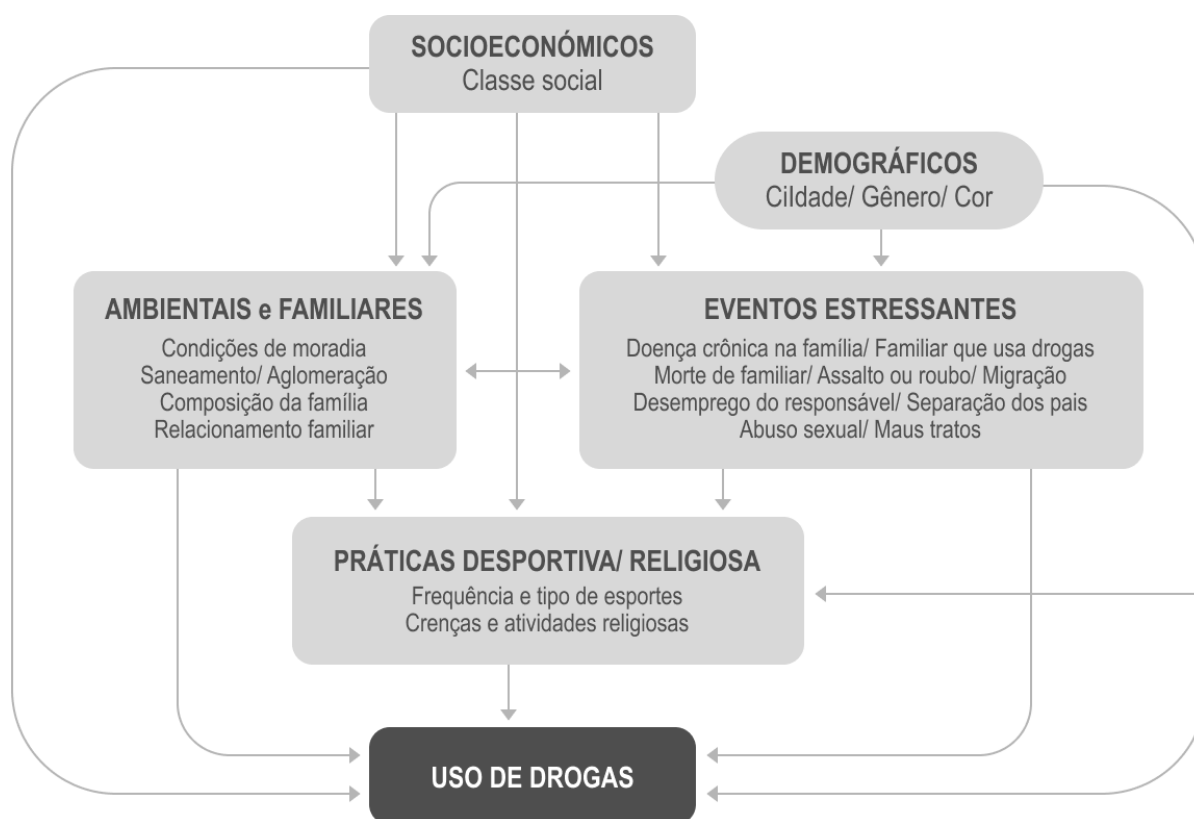 SOCIOECONÓMICOS
Classe social
DEMOGRÁFICOS
Cildade/ Gênero/ Cor
AMBIENTAIS e FAMILIARES
Condições de moradia
Saneamento/ Aglomeração
Composição da família
Relacionamento familiar
EVENTOS ESTRESSANTES
Doença crônica na família/ Familiar que usa drogas
Morte de familiar/ Assalto ou roubo/ Migração
Desemprego do responsável/ Separação dos pais
Abuso sexual/ Maus tratos
PRÁTICAS DESPORTIVA/ RELIGIOSA
Frequência e tipo de esportes
Crenças e atividades religiosas
USO DE DROGAS